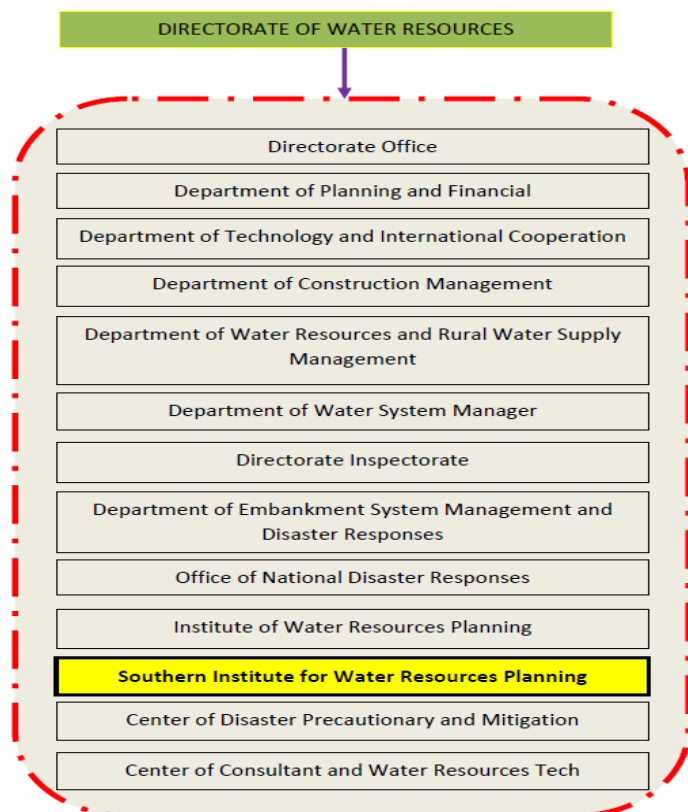 DIRECTORATE OF WATER RESOURCES
Directorate Office
Department of Planning and Financial
Department of Technology and International Cooperation
Department of Construction Management
Department of Water Resources and Rural Water Supply
Management
Department of Water System Manager
Directorate Inspectorate
Department of Embankment System Management and
Disaster Responses
Office of National Disaster Responses
Institute of Water Resources Planning
Southern Institute for Water Resources Planning
Center of Disaster Precautionary and Mitigation
Center of Consultant and Water Resources Tech